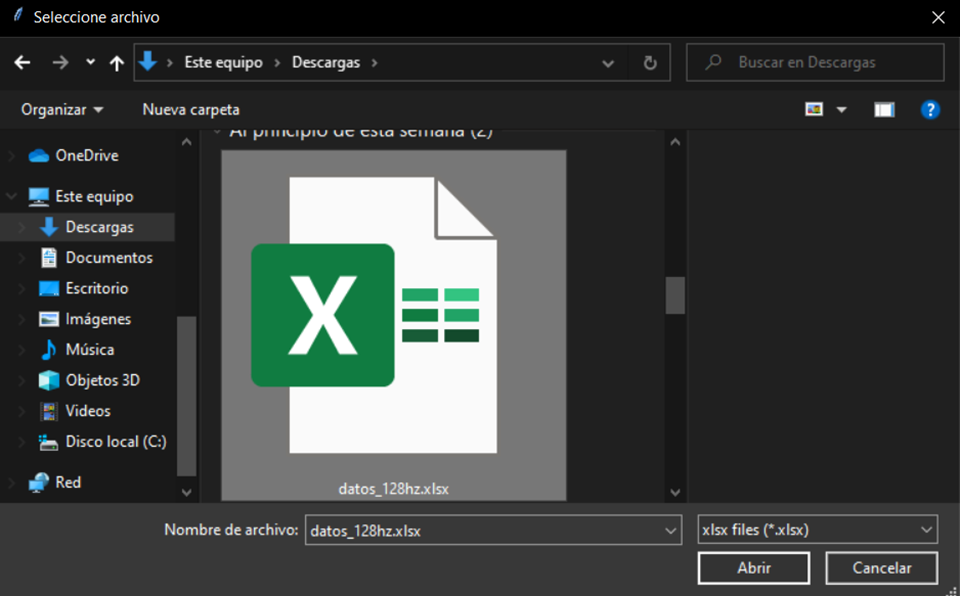 Seleccione archivo
Este equipo > Descargas >
Buscar en Descargas
Organizar
Nueva carpeta
OneDrive
Este equipo
Descargas
Documentos
Escritorio
Imágenes
Música
Objetos 3D
Videos
Disco local (C:)
Red
Al principio de esta semana (2)
X
datos_128hz.xlsx
Nombre de archivo: datos_128hz.xlsx
xlsx files (*.xlsx)
Abrir
Cancelar